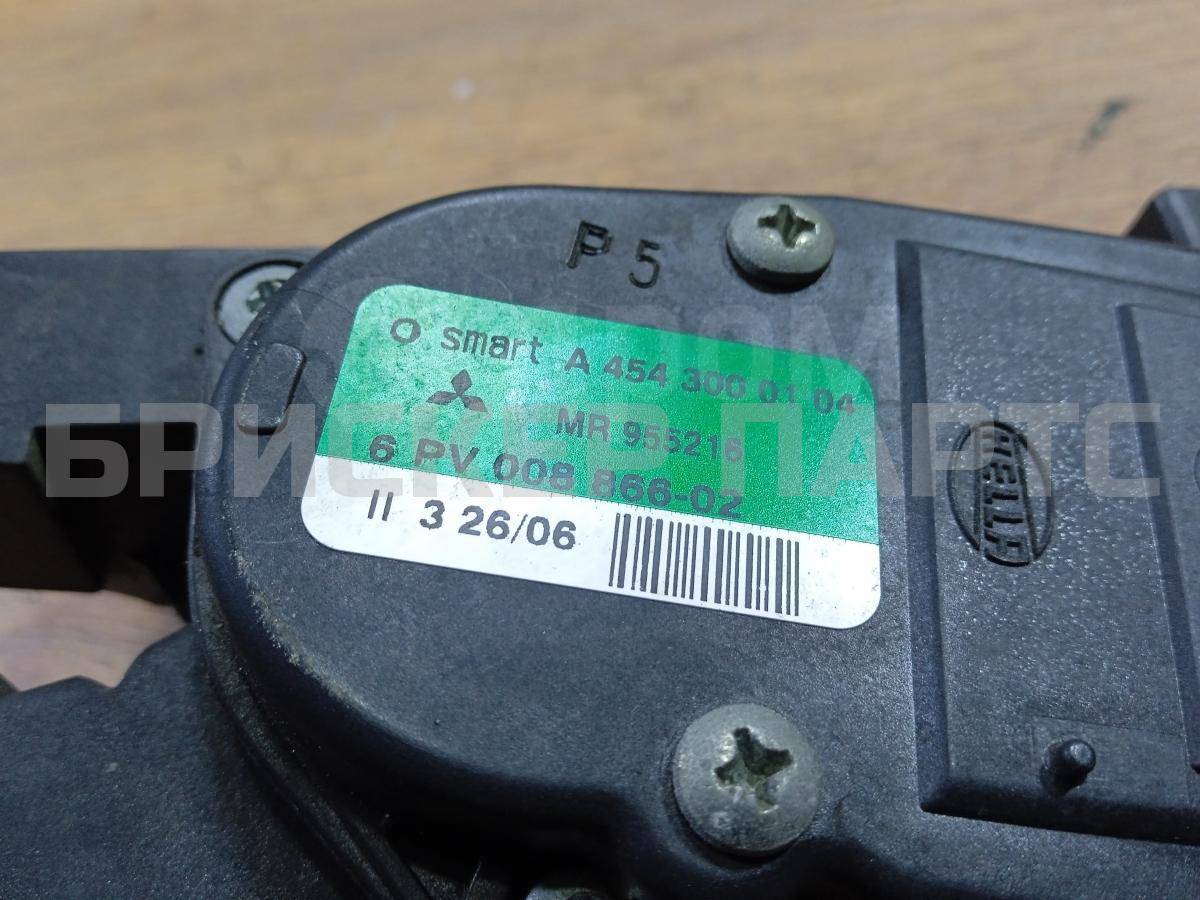 P 5
smart A 454 300 01 04
MR 955216
6 PV 008 866-02
II 3 26/06
HELLA
БРИСКЕР ПАРТС